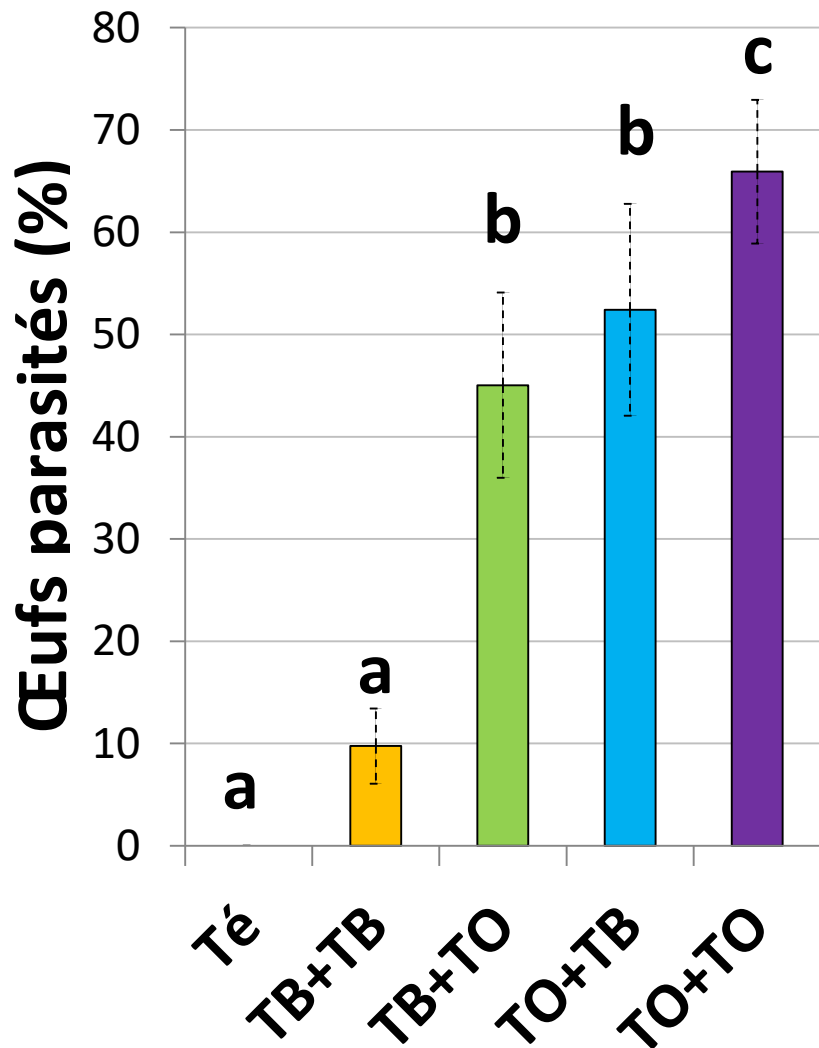 Œufs parasités (%)
80
70
60
50
40
30
20
10
0
a
a
b
b
c
Té
TB+TB
TB+TO
TO+TB
TO+TO